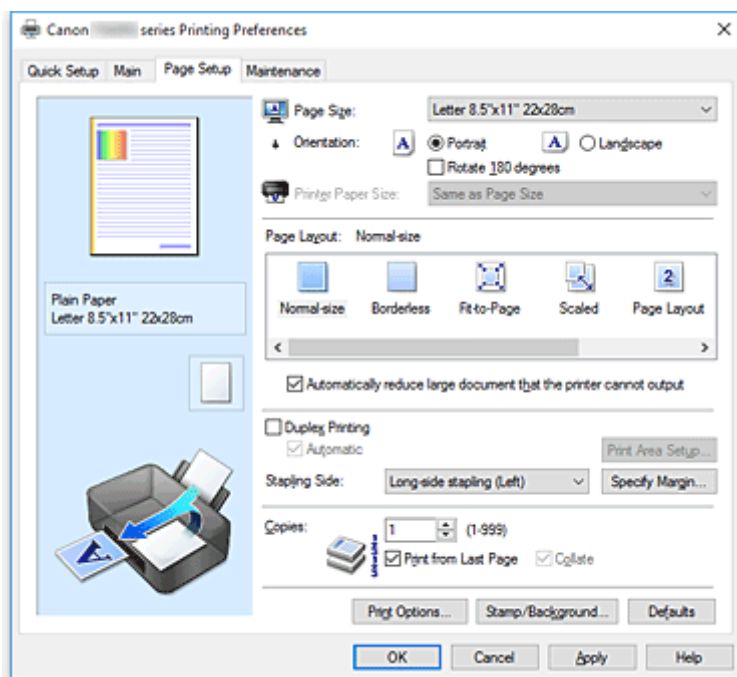 Canon series Printing Preferences
Quick Setup Main Page Setup Maintenance
Page Size: Letter 8.5"x11" 22x28cm
Orientation: A Portrait A Landscape
Rotate 180 degrees
Printer Paper Size: Same as Page Size
Page Layout: Normal-size
Normal-size Borderless Fit-to-Page Scaled Page Layout
Plain Paper
Letter 8.5"x11" 22x28cm
Automatically reduce large document that the printer cannot output
Duplex Printing
Automatic Print Area Setup...
Stapling Side: Long-side stapling (Left) Specify Margin...
Copies: 1 (1-999)
Print from Last Page Collate
Print Options... Stamp/Background... Defaults
OK Cancel Apply Help